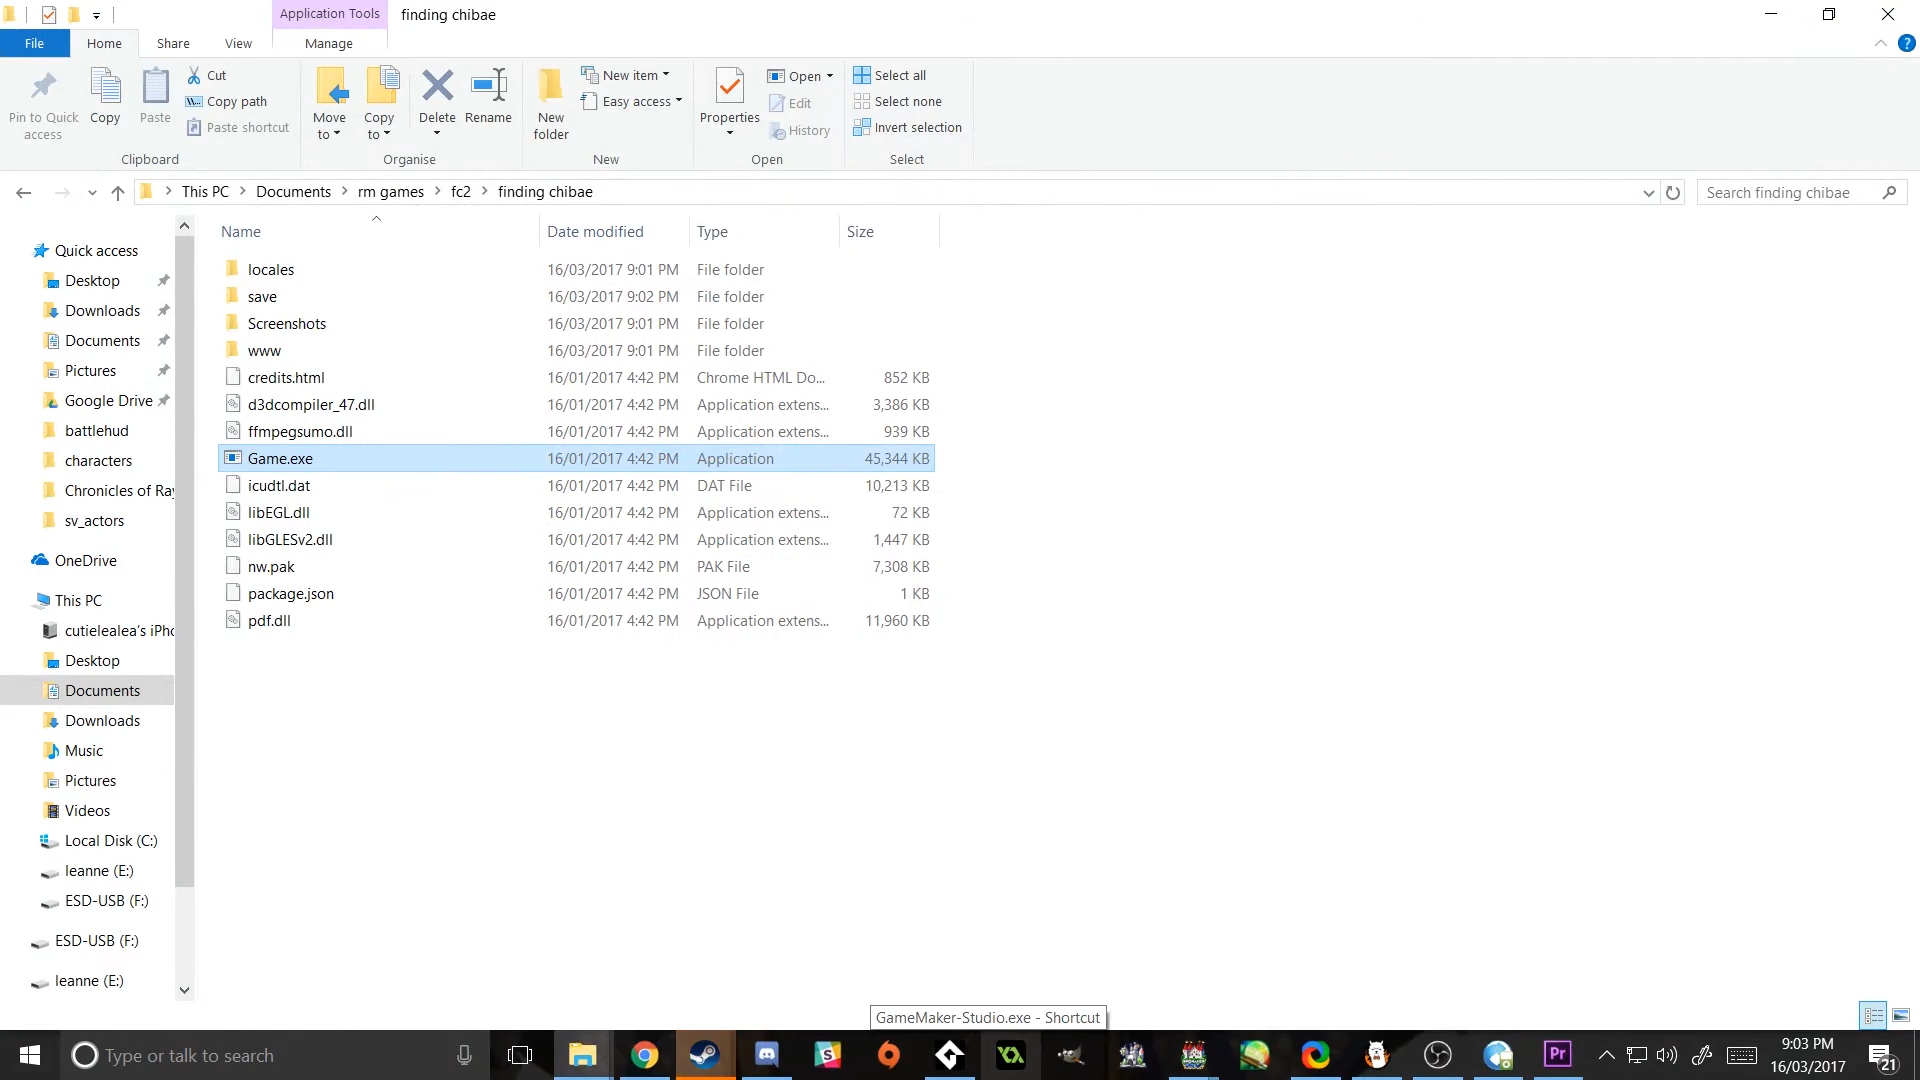 Application Tools
finding chibae
File
Home
Share
View
Manage
Pin to Quick access
Copy
Paste
Cut
Copy path
Paste shortcut
Move to
Copy to
Delete
Rename
New folder
New item
Easy access
Properties
Open
Edit
History
Select all
Select none
Invert selection
Clipboard
Organise
New
Open
Select
This PC
Documents
rm games
fc2
finding chibae
Search finding chibae
Name Date modified Type Size
locales 16/03/2017 9:01 PM File folder
save 16/03/2017 9:02 PM File folder
Screenshots 16/03/2017 9:01 PM File folder
www 16/03/2017 9:01 PM File folder
credits.html 16/01/2017 4:42 PM Chrome HTML Do... 852 KB
d3dcompiler_47.dll 16/01/2017 4:42 PM Application extens... 3,386 KB
ffmpegsumo.dll 16/01/2017 4:42 PM Application extens... 939 KB
Game.exe 16/01/2017 4:42 PM Application 45,344 KB
icudtl.dat 16/01/2017 4:42 PM DAT File 10,213 KB
libEGL.dll 16/01/2017 4:42 PM Application extens... 72 KB
libGLESv2.dll 16/01/2017 4:42 PM Application extens... 1,447 KB
nw.pak 16/01/2017 4:42 PM PAK File 7,308 KB
package.json 16/01/2017 4:42 PM JSON File 1 KB
pdf.dll 16/01/2017 4:42 PM Application extens... 11,960 KB
Quick access
Desktop
Downloads
Documents
Pictures
Google Drive
battlehud
characters
Chronicles of Ray
sv_actors
OneDrive
This PC
cutielealea's iPho
Desktop
Documents
Downloads
Music
Pictures
Videos
Local Disk (C:)
leanne (E:)
ESD-USB (F:)
ESD-USB (F:)
leanne (E:)
GameMaker-Studio.exe - Shortcut
Type or talk to search
Pr
9:03 PM
16/03/2017
21